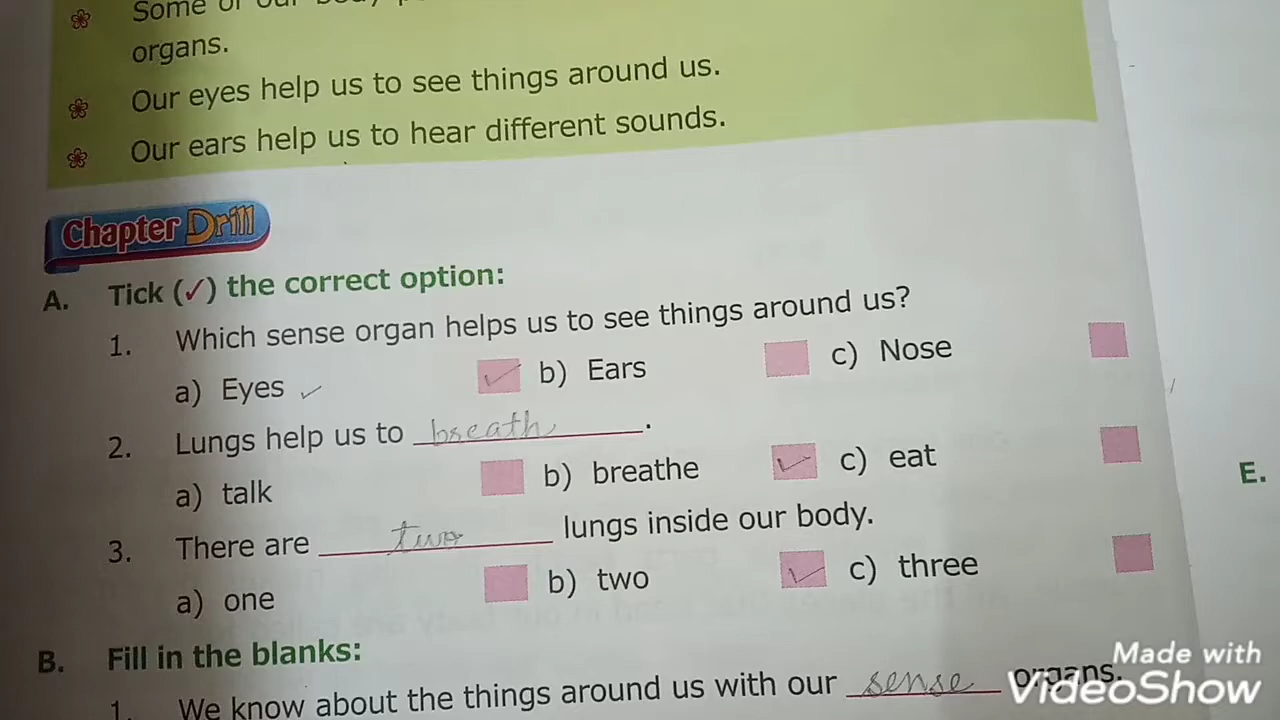 Some of our body
organs.
Our eyes help us to see things around us.
Our ears help us to hear different sounds.
Chapter Drill
A. Tick (✓) the correct option:
1. Which sense organ helps us to see things around us?
a) Eyes ✓ ✓ b) Ears c) Nose
2. Lungs help us to breath.
a) talk b) breathe ✓ c) eat
3. There are two lungs inside our body.
a) one b) two ✓ c) three
E.
B. Fill in the blanks:
1. We know about the things around us with our sense organs.
Made with
VideoShow